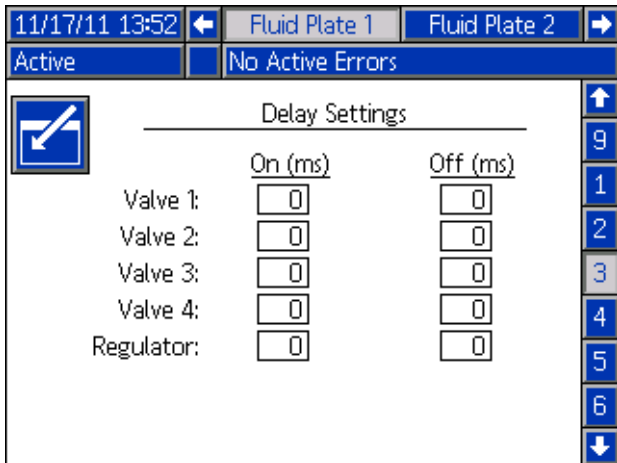 11/17/11 13:52 Fluid Plate 1 Fluid Plate 2
Active No Active Errors
Delay Settings
On (ms) Off (ms)
Valve 1: 0 0
Valve 2: 0 0
Valve 3: 0 0
Valve 4: 0 0
Regulator: 0 0
9
1
2
3
4
5
6